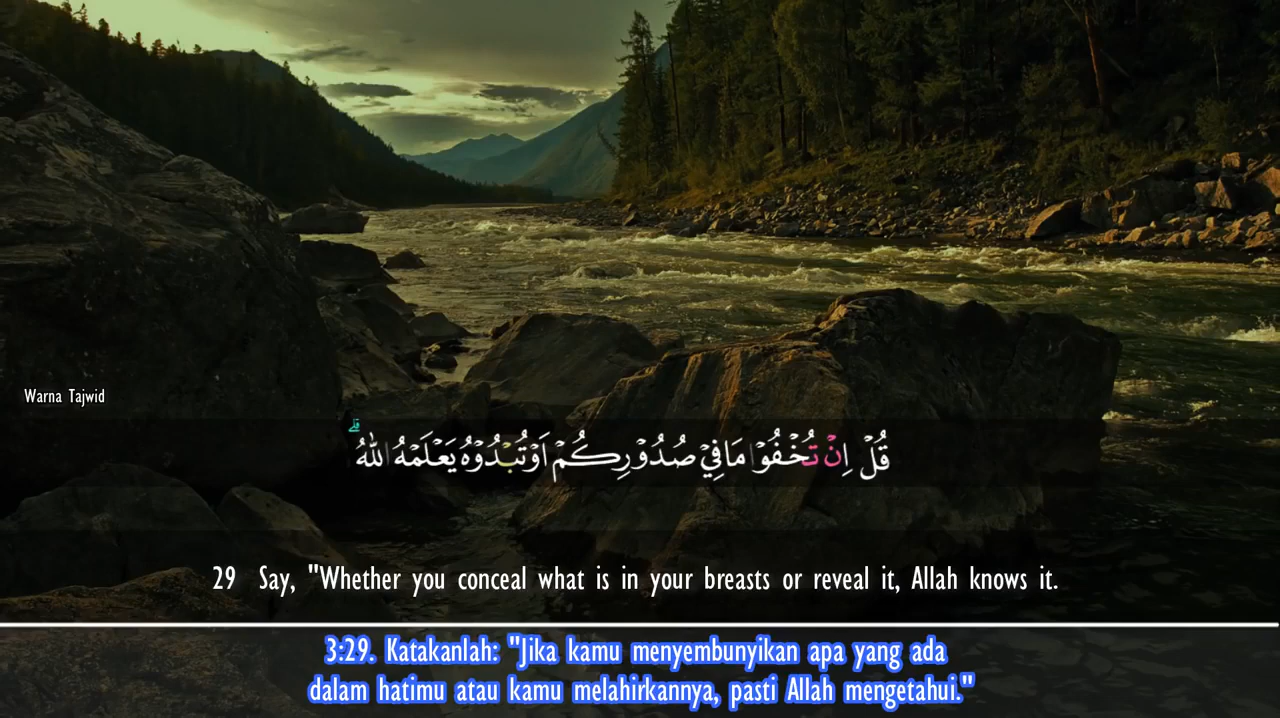 Warna Tajwid
قُلْ اِنْ تُخْفُوْا مَا فِيْ صُدُوْرِكُمْ اَوْ تُبْدُوْهُ يَعْلَمْهُ اللّٰهُ ۗ
29 Say, "Whether you conceal what is in your breasts or reveal it, Allah knows it.
3:29. Katakanlah: "Jika kamu menyembunyikan apa yang ada
dalam hatimu atau kamu melahirkannya, pasti Allah mengetahui."